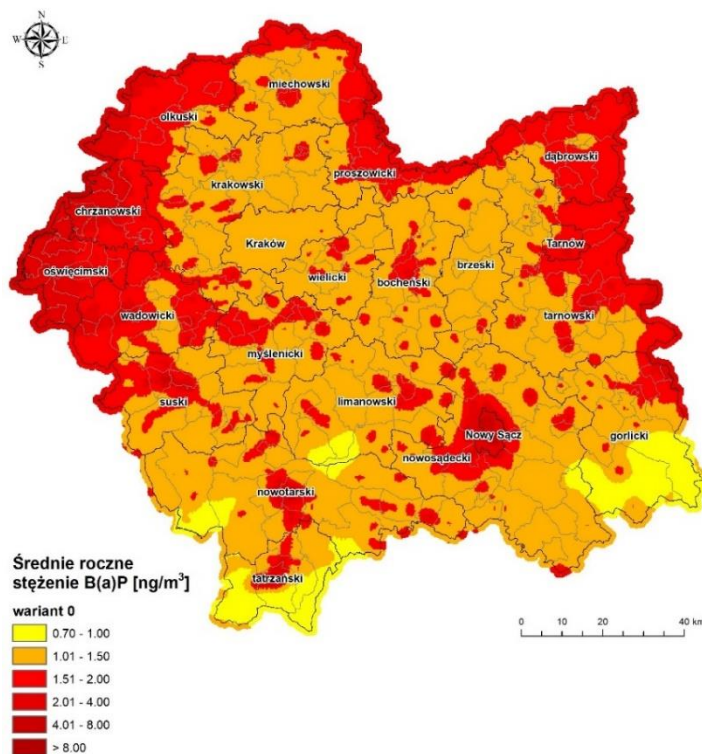 N
W E
S
miechowski
olkuski
dąbrowski
proszowicki
krakowski
chrzanowski
Kraków
Tarnów
oświęcimski
wielicki
bocheński
brzeski
wadowicki
tarnowski
myślenicki
suski
limanowski
Nowy Sącz
gorlicki
nowosądecki
nowotarski
tatrzański
Średnie roczne
stężenie B(a)P [ng/m³]
wariant 0
0.70 - 1.00
1.01 - 1.50
1.51 - 2.00
2.01 - 4.00
4.01 - 8.00
> 8.00
0 10 20 40 km